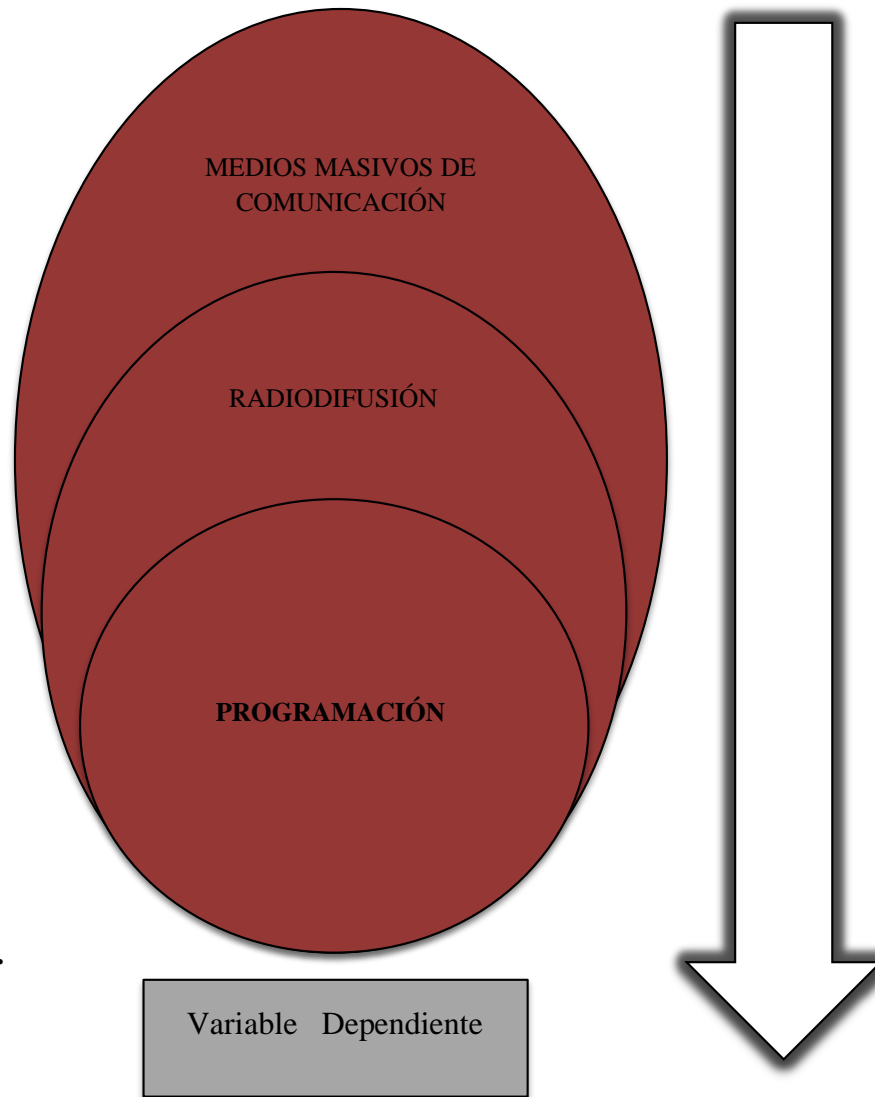 MEDIOS MASIVOS DE
COMUNICACIÓN
RADIODIFUSIÓN
PROGRAMACIÓN
.
Variable Dependiente